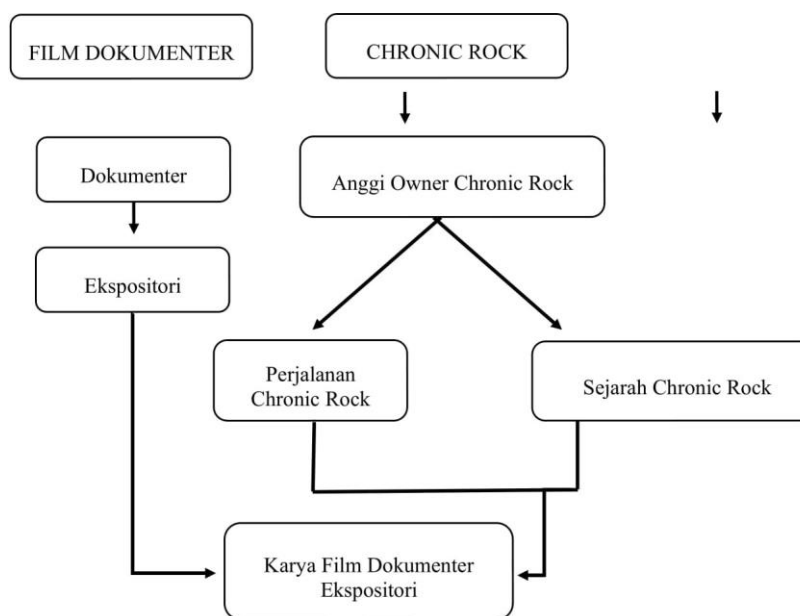 FILM DOKUMENTER
CHRONIC ROCK
Dokumenter
Anggi Owner Chronic Rock
Ekspositori
Perjalanan
Chronic Rock
Sejarah Chronic Rock
Karya Film Dokumenter
Ekspositori